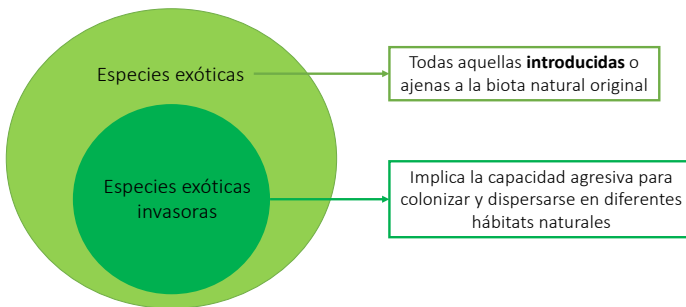 Especies exóticas
Todas aquellas introducidas o
ajenas a la biota natural original
Especies exóticas
invasoras
Implica la capacidad agresiva para
colonizar y dispersarse en diferentes
hábitats naturales